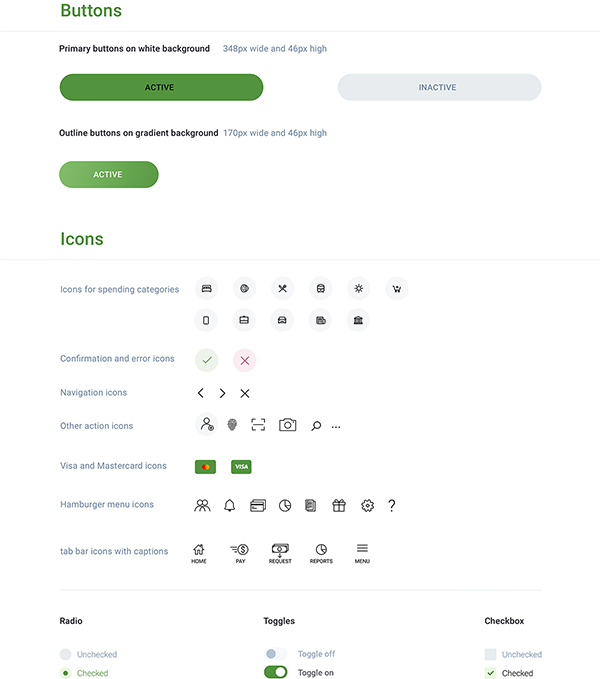 Buttons
Primary buttons on white background 348px wide and 46px high
ACTIVE INACTIVE
Outline buttons on gradient background 170px wide and 46px high
ACTIVE
Icons
Icons for spending categories
Confirmation and error icons
Navigation icons
Other action icons
Visa and Mastercard icons VISA
Hamburger menu icons ?
tab bar icons with captions HOME PAY REQUEST REPORTS MENU
Radio Toggles Checkbox
Unchecked Toggle off Unchecked
Checked Toggle on Checked